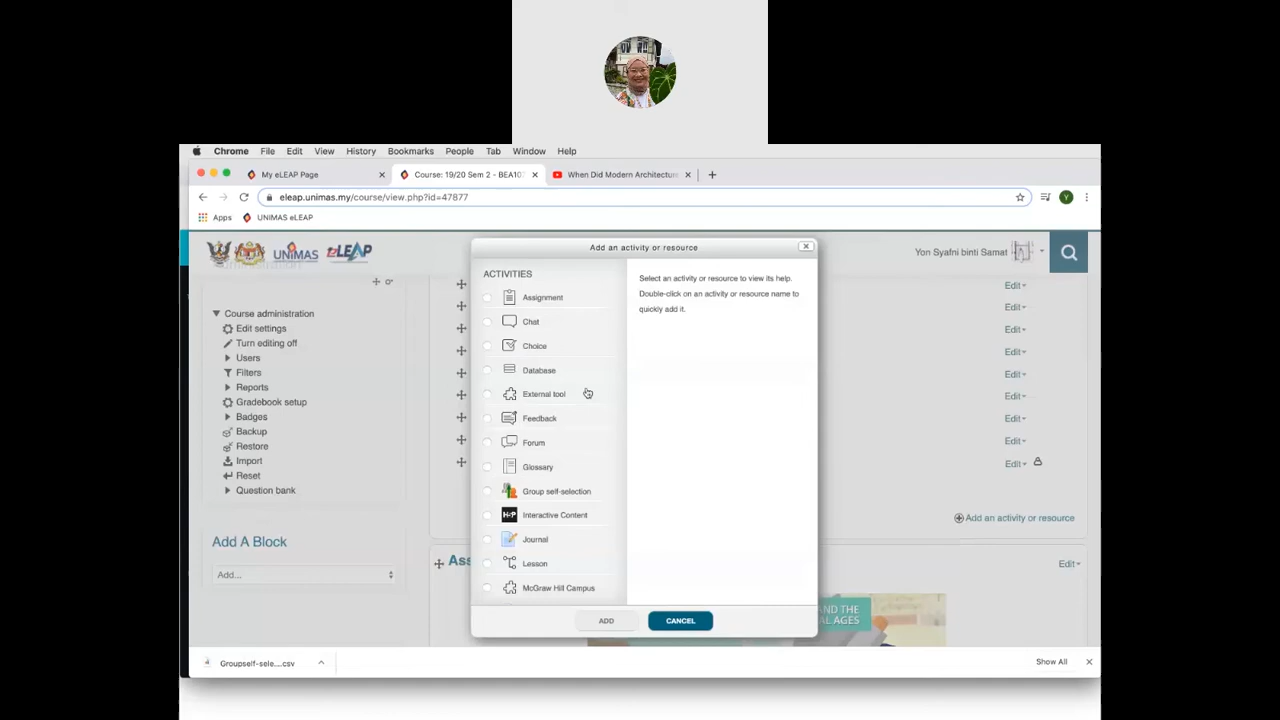 Chrome File Edit View History Bookmarks People Tab Window Help
My eLEAP Page
Course: 19/20 Sem 2 - BEA10
When Did Modern Architecture
eleap.unimas.my/course/view.php?id=47877
Y
Apps
UNIMAS eLEAP
UNIMAS
eLEAP
Yon Syafni binti Samat
Course administration
Edit settings
Turn editing off
Users
Filters
Reports
Gradebook setup
Badges
Backup
Restore
Import
Reset
Question bank
Add A Block
Add...
Add an activity or resource
ACTIVITIES
Assignment
Chat
Choice
Database
External tool
Feedback
Forum
Glossary
Group self-selection
H-P Interactive Content
Journal
Lesson
McGraw Hill Campus
Select an activity or resource to view its help.
Double-click on an activity or resource name to
quickly add it.
ADD
CANCEL
Edit
Edit
Edit
Edit
Edit
Edit
Edit
Edit
Edit
Add an activity or resource
Ass
Edit
AND THE
AL AGES
Groupself-sele....csv
Show All